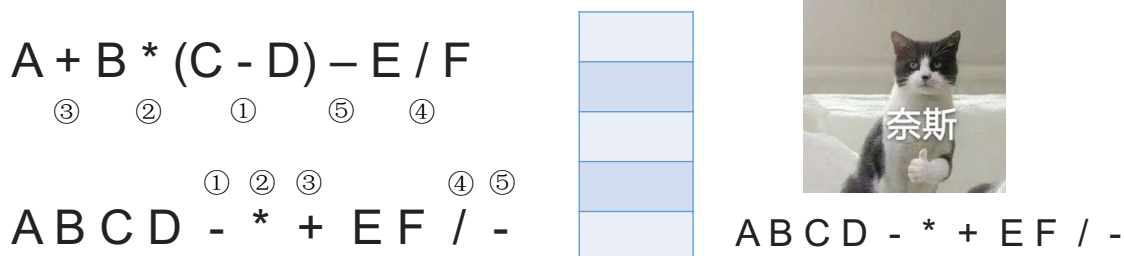 A + B * (C - D) – E / F
③ ② ① ⑤ ④
① ② ③ ④ ⑤
A B C D - * + E F / -
奈斯
A B C D - * + E F / -